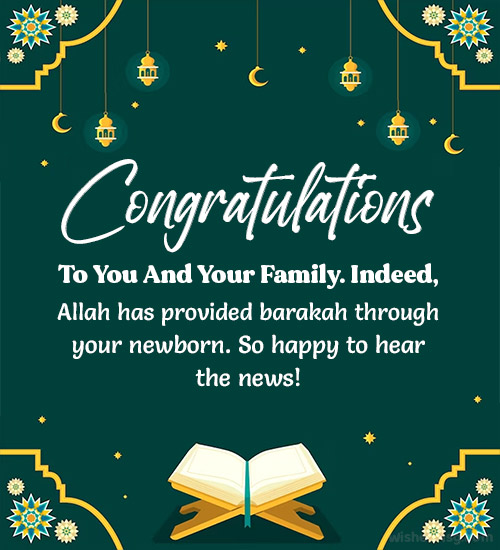 Congratulations
To You And Your Family. Indeed,
Allah has provided barakah through
your newborn. So happy to hear
the news!